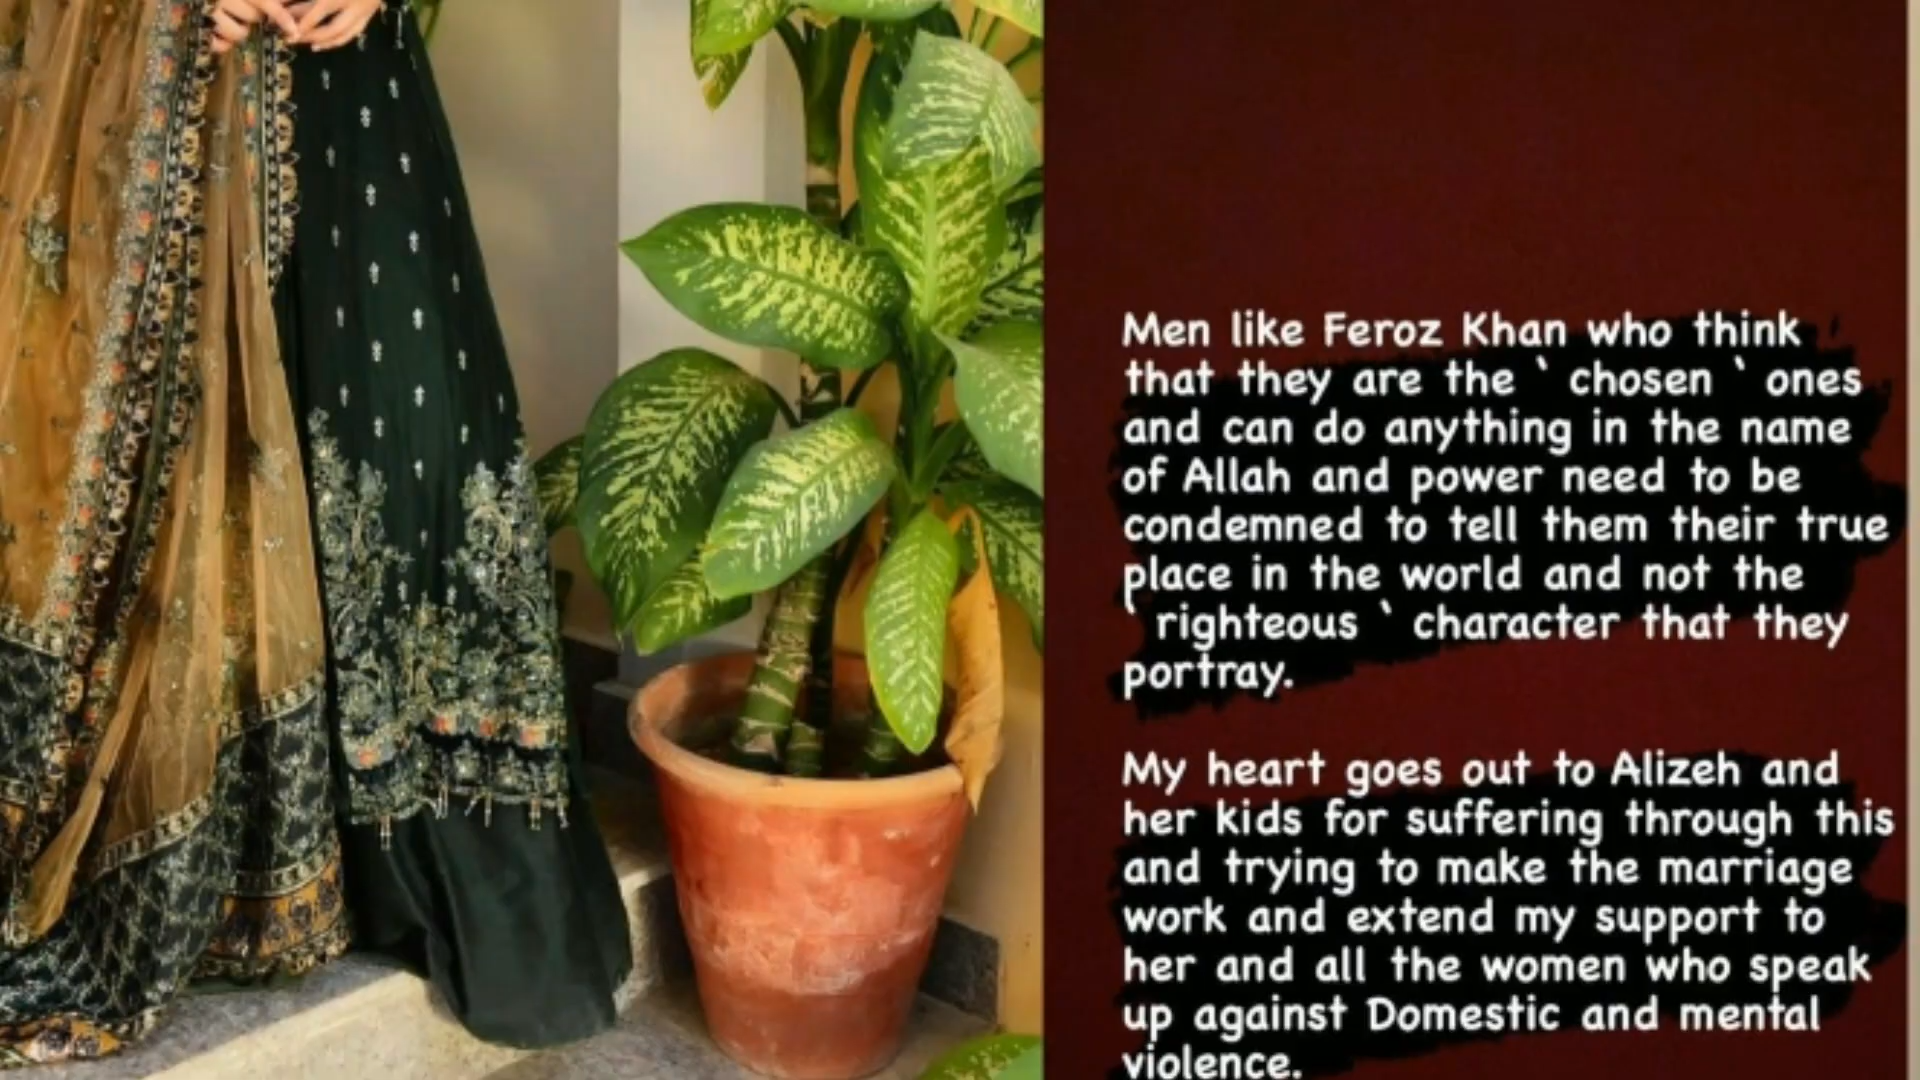 Men like Feroz Khan who think
that they are the ` chosen ` ones
and can do anything in the name
of Allah and power need to be
condemned to tell them their true
place in the world and not the
` righteous ` character that they
portray.
My heart goes out to Alizeh and
her kids for suffering through this
and trying to make the marriage
work and extend my support to
her and all the women who speak
up against Domestic and mental
violence.